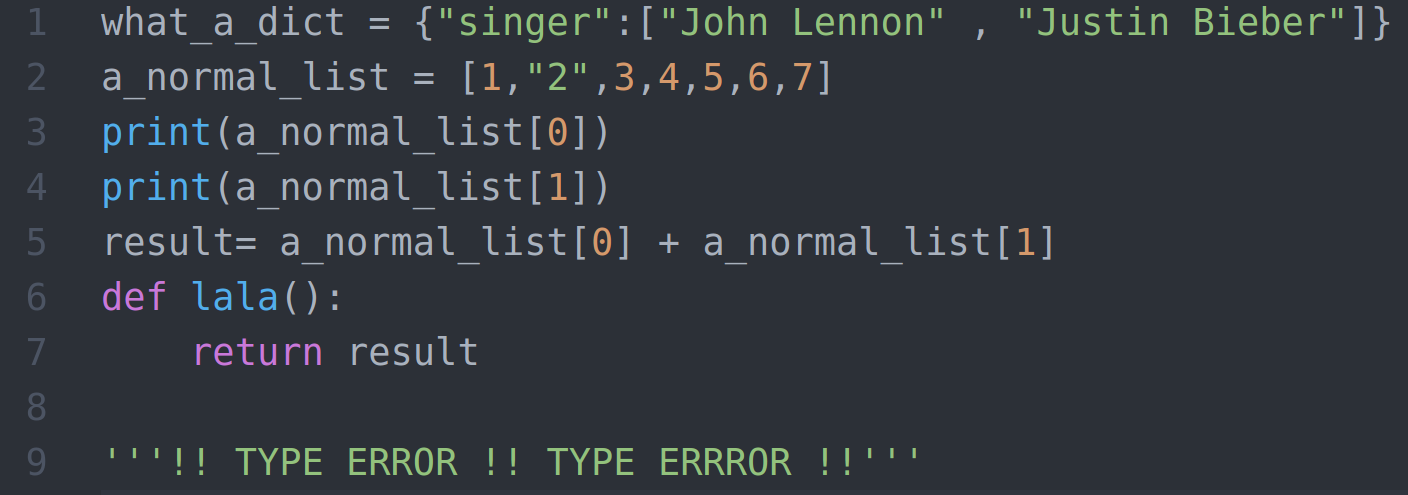 1 what_a_dict = {"singer":["John Lennon" , "Justin Bieber"]}
2 a_normal_list = [1,"2",3,4,5,6,7]
3 print(a_normal_list[0])
4 print(a_normal_list[1])
5 result= a_normal_list[0] + a_normal_list[1]
6 def lala():
7     return result
8
9 '''!! TYPE ERROR !! TYPE ERRROR !!'''